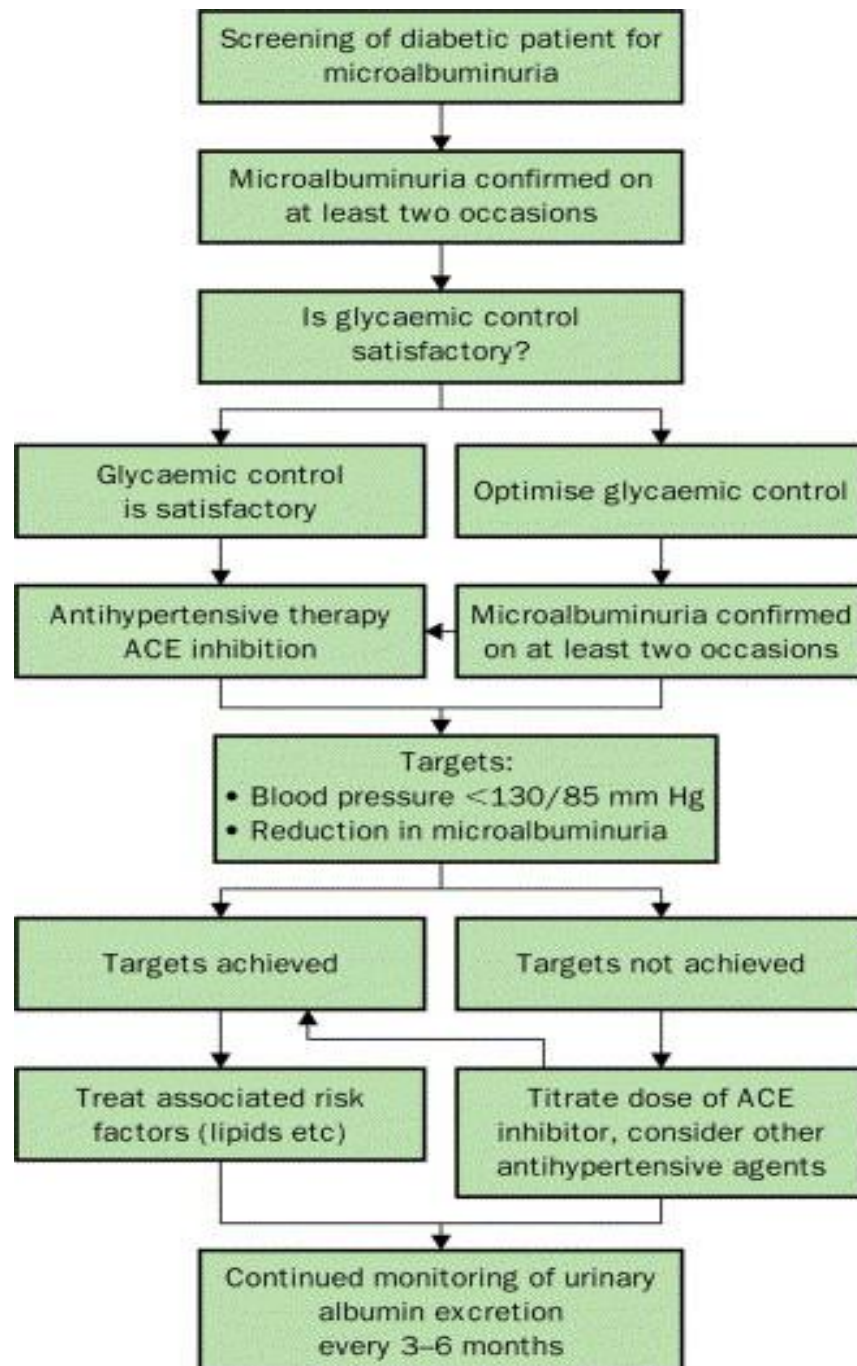 Screening of diabetic patient for
microalbuminuria
Microalbuminuria confirmed on
at least two occasions
Is glycaemic control
satisfactory?
Glycaemic control
is satisfactory
Optimise glycaemic control
Antihypertensive therapy
ACE inhibition
Microalbuminuria confirmed
on at least two occasions
Targets:
• Blood pressure <130/85 mm Hg
• Reduction in microalbuminuria
Targets achieved
Targets not achieved
Treat associated risk
factors (lipids etc)
Titrate dose of ACE
inhibitor, consider other
antihypertensive agents
Continued monitoring of urinary
albumin excretion
every 3–6 months